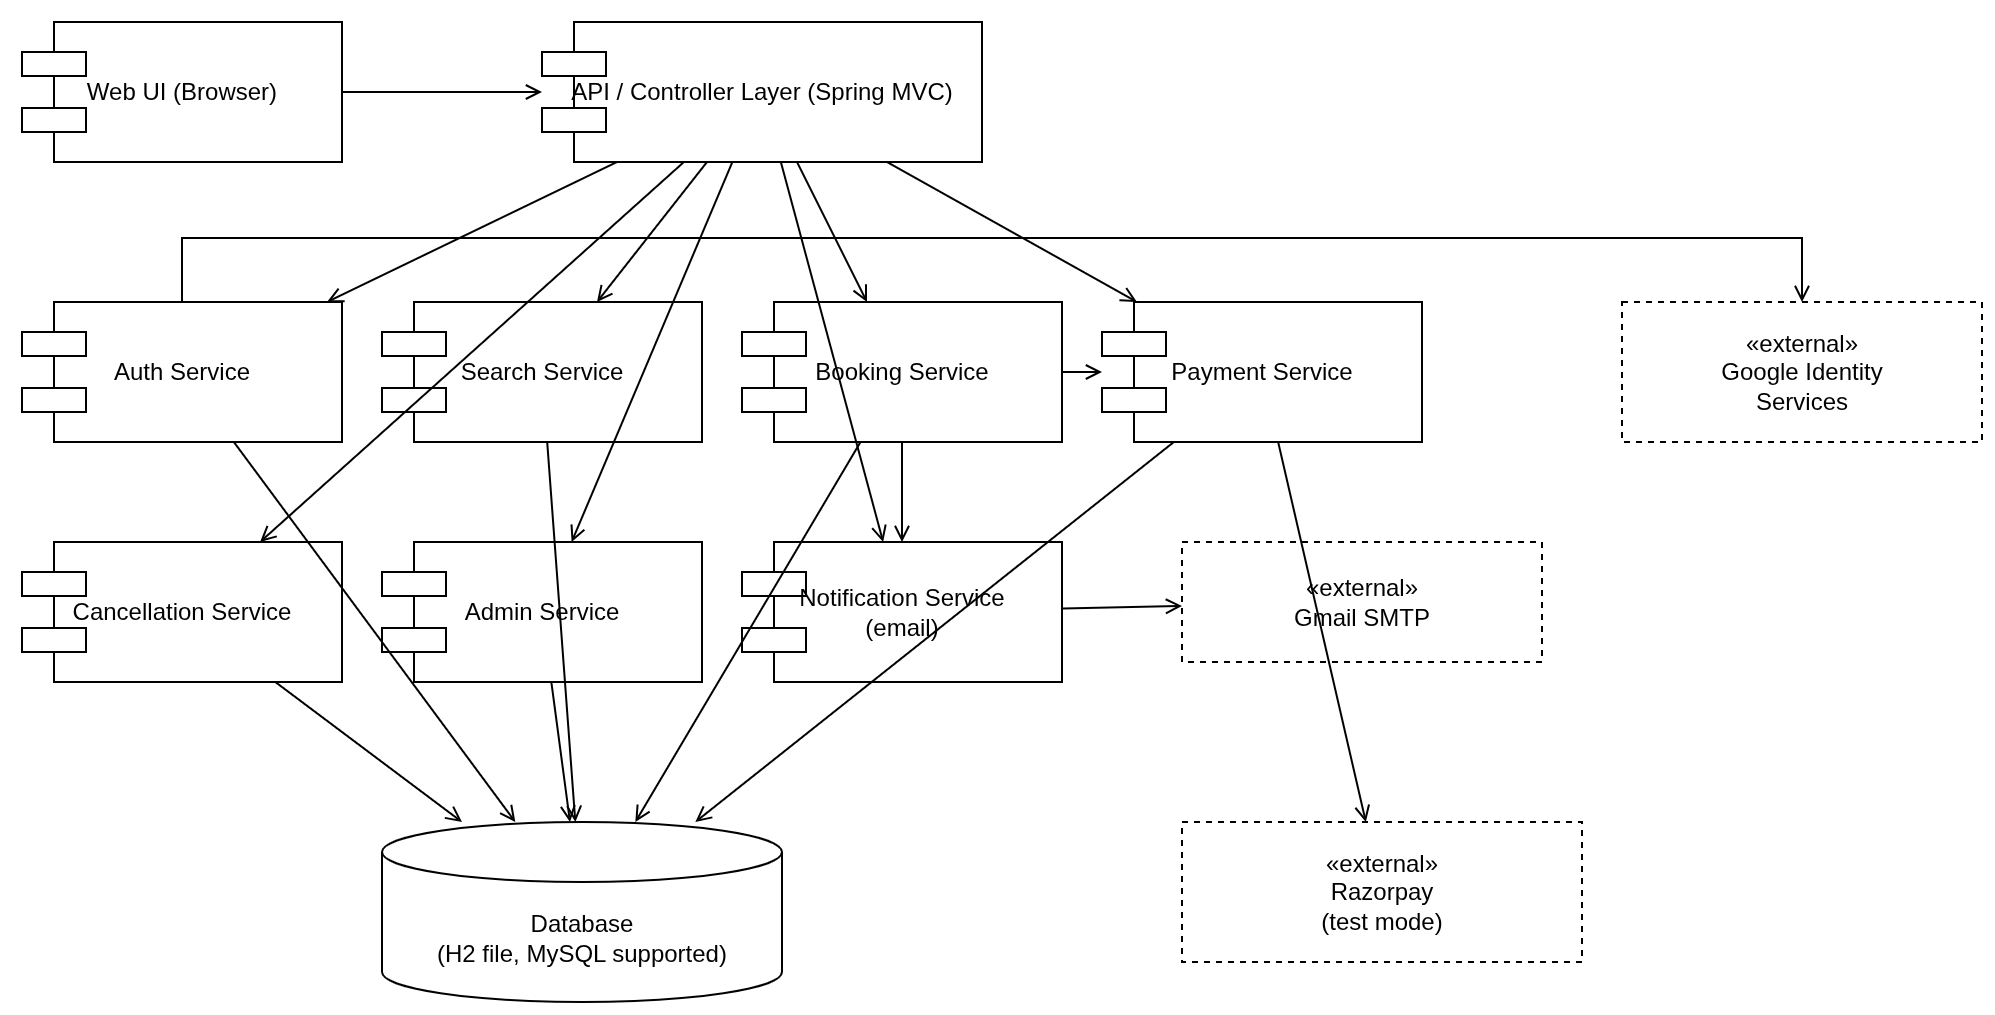 Web UI (Browser)
API / Controller Layer (Spring MVC)
Auth Service
Search Service
Booking Service
Payment Service
«external»
Google Identity
Services
Cancellation Service
Admin Service
Notification Service
(email)
«external»
Gmail SMTP
Database
(H2 file, MySQL supported)
«external»
Razorpay
(test mode)